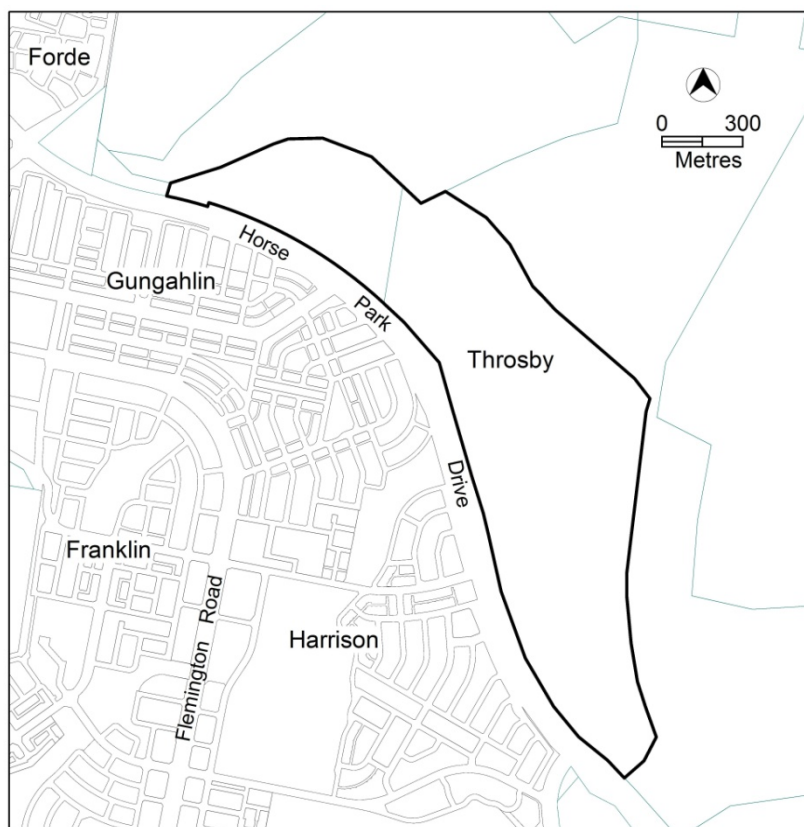 Forde
0 300
Metres
Horse
Gungahlin
Park
Throsby
Drive
Franklin
Flemington Road
Harrison